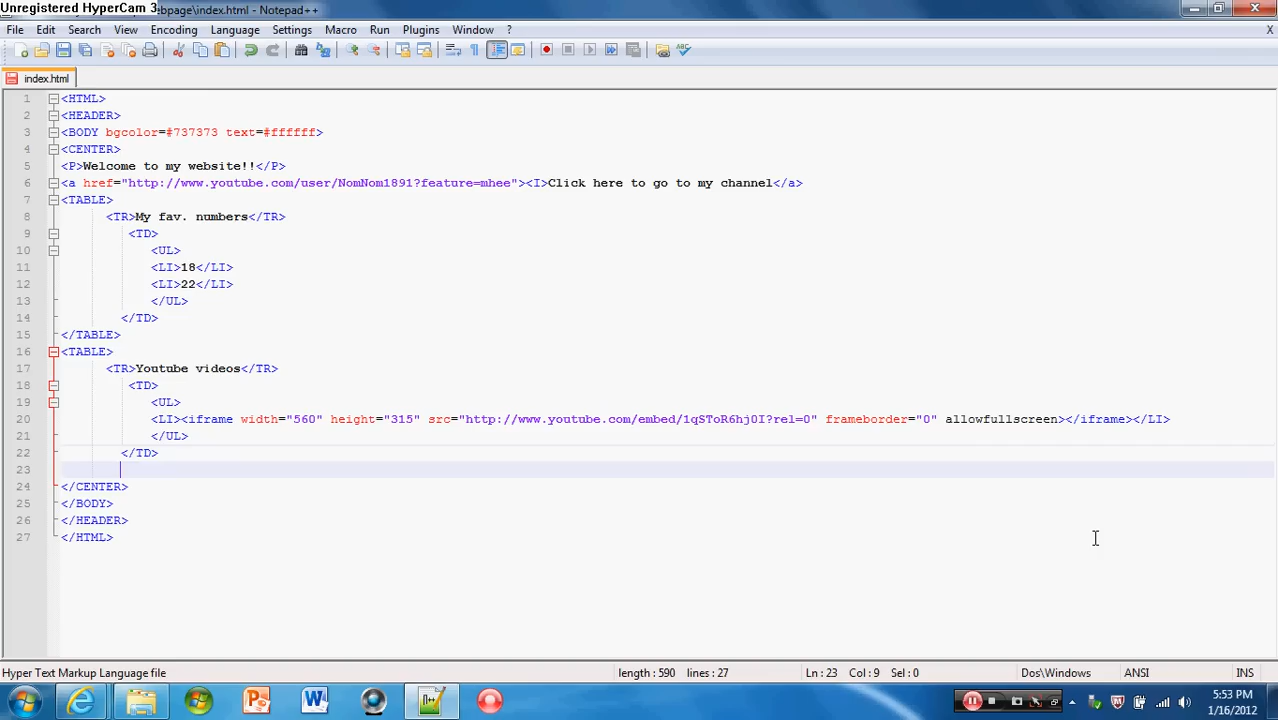 Unregistered HyperCam 3
bpage\index.html - Notepad++
File Edit Search View Encoding Language Settings Macro Run Plugins Window ? X
index.html
1 <HTML>
2 <HEADER>
3 <BODY bgcolor=#737373 text=#ffffff>
4 <CENTER>
5 <P>Welcome to my website!!</P>
6 <a href="http://www.youtube.com/user/NomNom1891?feature=mhee"><I>Click here to go to my channel</a>
7 <TABLE>
8 <TR>My fav. numbers</TR>
9 <TD>
10 <UL>
11 <LI>18</LI>
12 <LI>22</LI>
13 </UL>
14 </TD>
15 </TABLE>
16 <TABLE>
17 <TR>Youtube videos</TR>
18 <TD>
19 <UL>
20 <LI><iframe width="560" height="315" src="http://www.youtube.com/embed/1qSToR6hj0I?rel=0" frameborder="0" allowfullscreen></iframe></LI>
21 </UL>
22 </TD>
23
24 </CENTER>
25 </BODY>
26 </HEADER>
27 </HTML>
Hyper Text Markup Language file length : 590 lines : 27 Ln : 23 Col : 9 Sel : 0 Dos\Windows ANSI INS
5:53 PM
1/16/2012